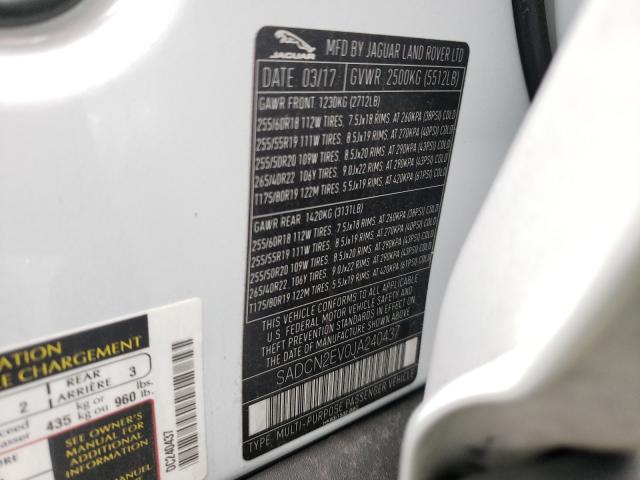 JAGUAR
MFD BY JAGUAR LAND ROVER LTD
DATE 03/17 GVWR 2500KG (5512LB)
GAWR FRONT 1230KG (2712LB)
255/60R18 112W TIRES, 7.5Jx18 RIMS, AT 260KPA (38PSI) COLD
255/55R19 111W TIRES, 8.5Jx19 RIMS, AT 270KPA (40PSI) COLD
255/50R20 109W TIRES, 8.5Jx20 RIMS, AT 290KPA (43PSI) COLD
265/40R22 106Y TIRES, 9.0Jx22 RIMS, AT 290KPA (43PSI) COLD
T175/80R19 122M TIRES, 5.5Jx19 RIMS, AT 420KPA (61PSI) COLD
GAWR REAR 1420KG (3131LB)
255/60R18 112W TIRES, 7.5Jx18 RIMS, AT 260KPA (38PSI) COLD
255/55R19 111W TIRES, 8.5Jx19 RIMS, AT 270KPA (40PSI) COLD
255/50R20 109W TIRES, 8.5Jx20 RIMS, AT 290KPA (43PSI) COLD
265/40R22 106Y TIRES, 9.0Jx22 RIMS, AT 290KPA (43PSI) COLD
T175/80R19 122M TIRES, 5.5Jx19 RIMS, AT 420KPA (61PSI) COLD
THIS VEHICLE CONFORMS TO ALL APPLICABLE
U.S. FEDERAL MOTOR VEHICLE SAFETY AND
THEFT PREVENTION STANDARDS IN EFFECT ON
THE DATE OF MANUFACTURE SHOWN ABOVE
SADCN2EV0JA240437
TYPE MULTI-PURPOSE PASSENGER VEHICLE
ATION
E CHARGEMENT
2 REAR ARRIÈRE 3
435 kg or kg ou 960 lbs. lb.
SEE OWNER'S
MANUAL FOR
ADDITIONAL
INFORMATION
DC240437